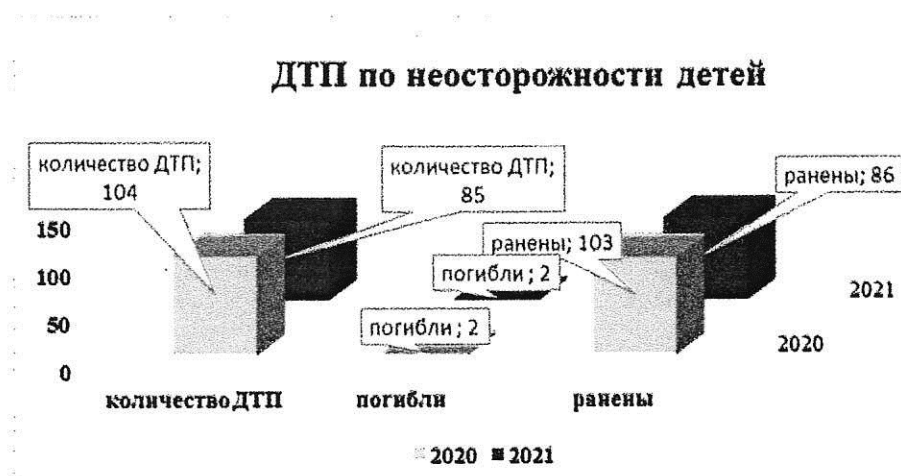 ДТП по неосторожности детей
количество ДТП;
104
количество ДТП;
85
ранены; 86
ранены; 103
погибли ; 2
погибли ; 2
150
100
50
0
2021
2020
количество ДТП
погибли
ранены
2020
2021